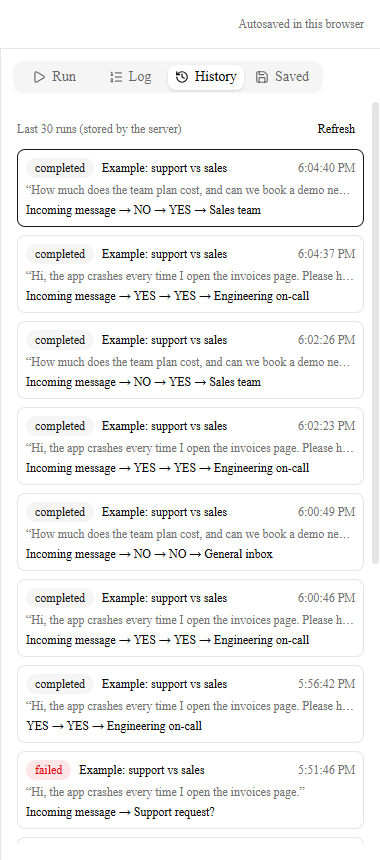 Autosaved in this browser
Run Log History Saved
Last 30 runs (stored by the server) Refresh
completed Example: support vs sales 6:04:40 PM
“How much does the team plan cost, and can we book a demo ne…
Incoming message → NO → YES → Sales team
completed Example: support vs sales 6:04:37 PM
“Hi, the app crashes every time I open the invoices page. Please h…
Incoming message → YES → YES → Engineering on-call
completed Example: support vs sales 6:02:26 PM
“How much does the team plan cost, and can we book a demo ne…
Incoming message → NO → YES → Sales team
completed Example: support vs sales 6:02:23 PM
“Hi, the app crashes every time I open the invoices page. Please h…
Incoming message → YES → YES → Engineering on-call
completed Example: support vs sales 6:00:49 PM
“How much does the team plan cost, and can we book a demo ne…
Incoming message → NO → NO → General inbox
completed Example: support vs sales 6:00:46 PM
“Hi, the app crashes every time I open the invoices page. Please h…
Incoming message → YES → YES → Engineering on-call
completed Example: support vs sales 5:56:42 PM
“Hi, the app crashes every time I open the invoices page. Please h…
YES → YES → Engineering on-call
failed Example: support vs sales 5:51:46 PM
“Hi, the app crashes every time I open the invoices page.”
Incoming message → Support request?